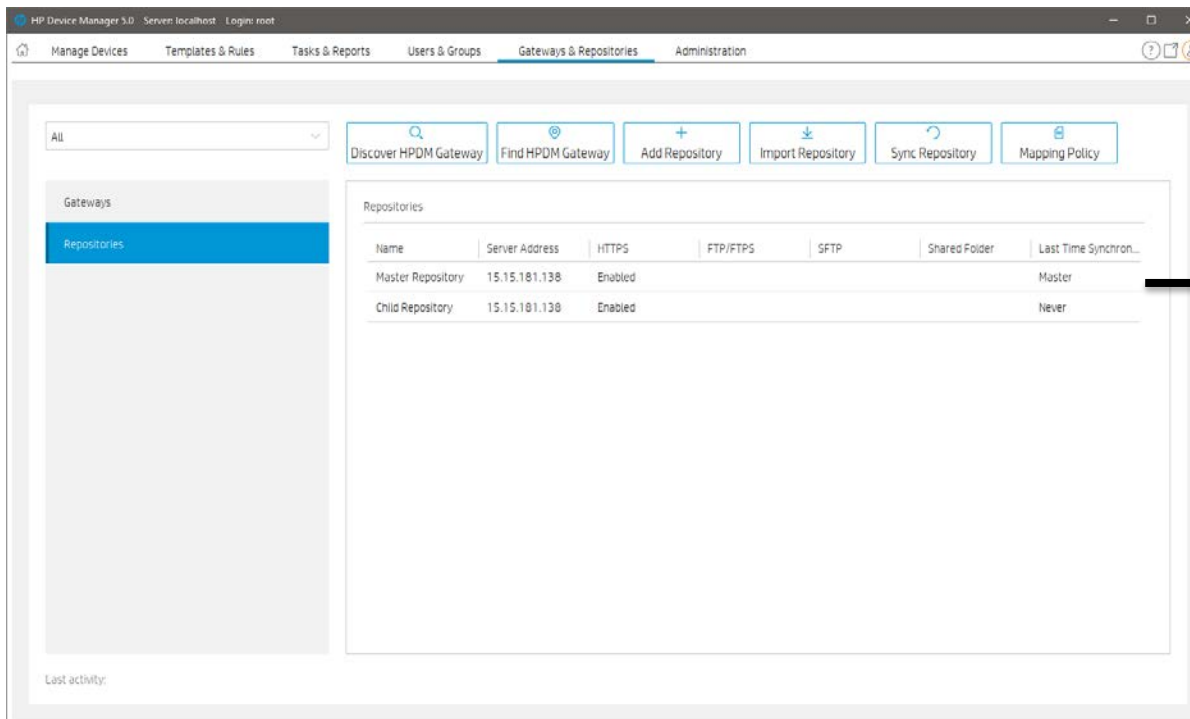 HP Device Manager 5.0 Server: localhost Login: root
Manage Devices Templates & Rules Tasks & Reports Users & Groups Gateways & Repositories Administration
All
Discover HPDM Gateway Find HPDM Gateway Add Repository Import Repository Sync Repository Mapping Policy
Gateways
Repositories
Repositories
Name Server Address HTTPS FTP/FTPS SFTP Shared Folder Last Time Synchron...
Master Repository 15.15.181.138 Enabled Master
Child Repository 15.15.181.138 Enabled Never
Last activity: